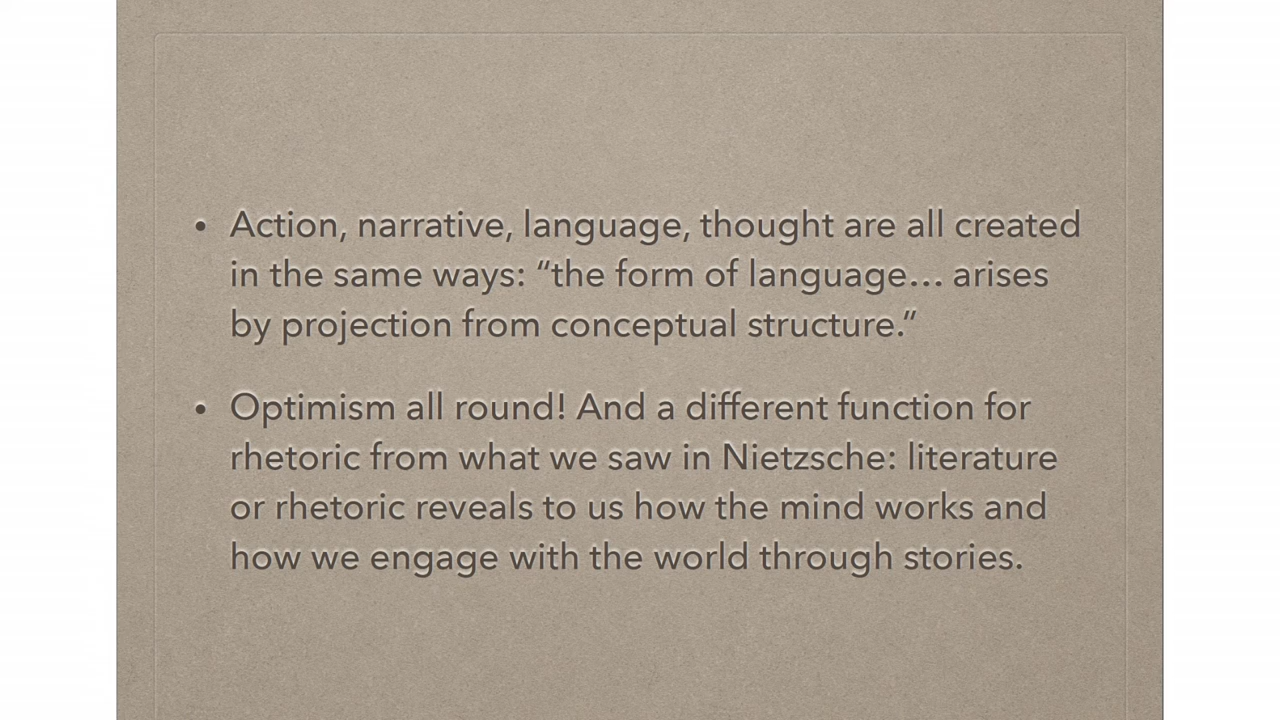 • Action, narrative, language, thought are all created
in the same ways: “the form of language… arises
by projection from conceptual structure.”
• Optimism all round! And a different function for
rhetoric from what we saw in Nietzsche: literature
or rhetoric reveals to us how the mind works and
how we engage with the world through stories.